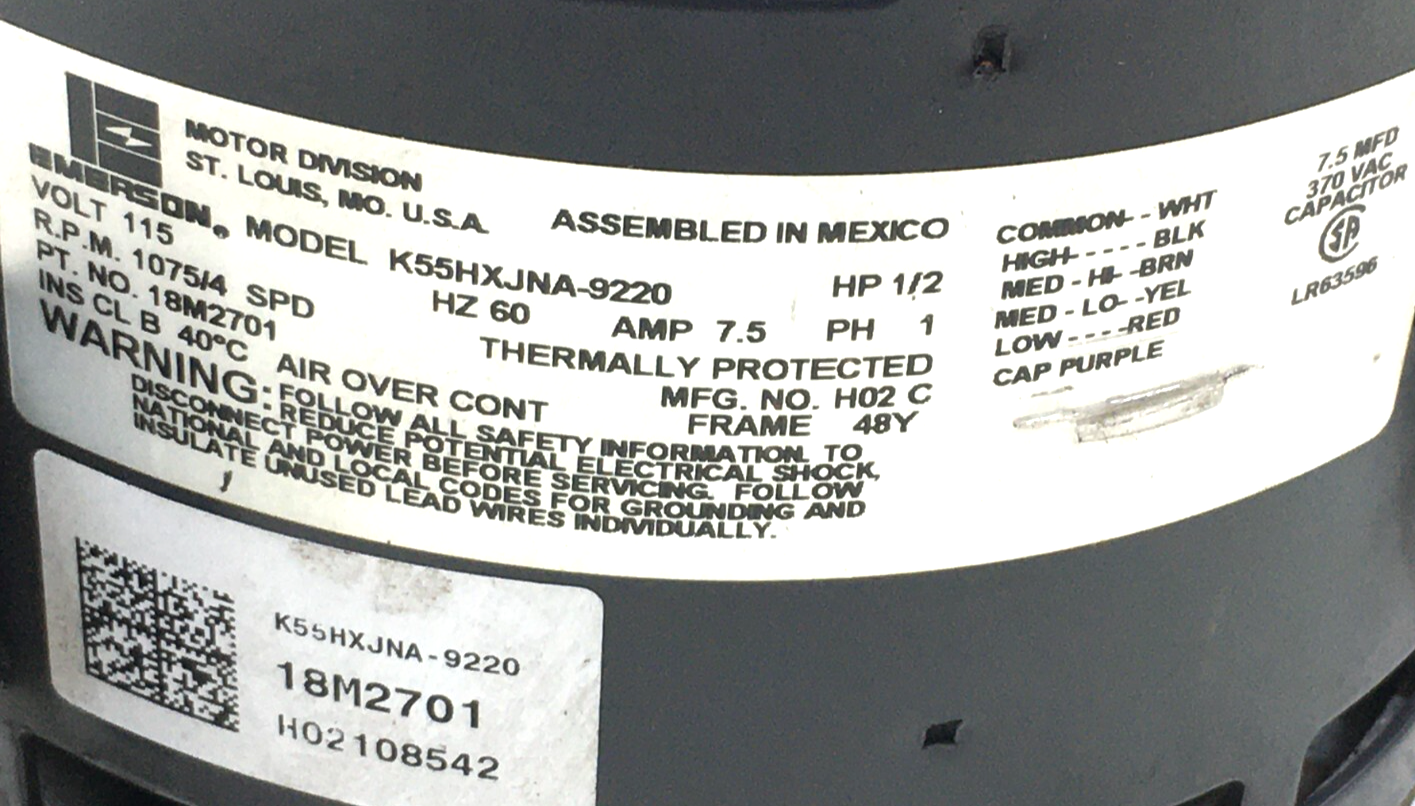 MOTOR DIVISION
ST. LOUIS, MO. U.S.A.
EMERSON® MODEL K55HXJNA-9220
ASSEMBLED IN MEXICO
VOLT 115 HZ 60 HP 1/2
R.P.M. 1075/4 SPD AMP 7.5 PH 1
PT. NO. 18M2701 THERMALLY PROTECTED
INS CL B 40°C AIR OVER CONT MFG. NO. H02 C
FRAME 48Y
WARNING: FOLLOW ALL SAFETY INFORMATION. TO
REDUCE POTENTIAL ELECTRICAL SHOCK,
DISCONNECT POWER BEFORE SERVICING. FOLLOW
NATIONAL AND LOCAL CODES FOR GROUNDING AND
INSULATE UNUSED LEAD WIRES INDIVIDUALLY.
COMMON- - WHT
HIGH- - - - - BLK
MED - HI- -BRN
MED - LO- -YEL
LOW - - - -RED
CAP PURPLE
7.5 MFD
370 VAC
CAPACITOR
SA
LR63596
K55HXJNA-9220
18M2701
H02108542